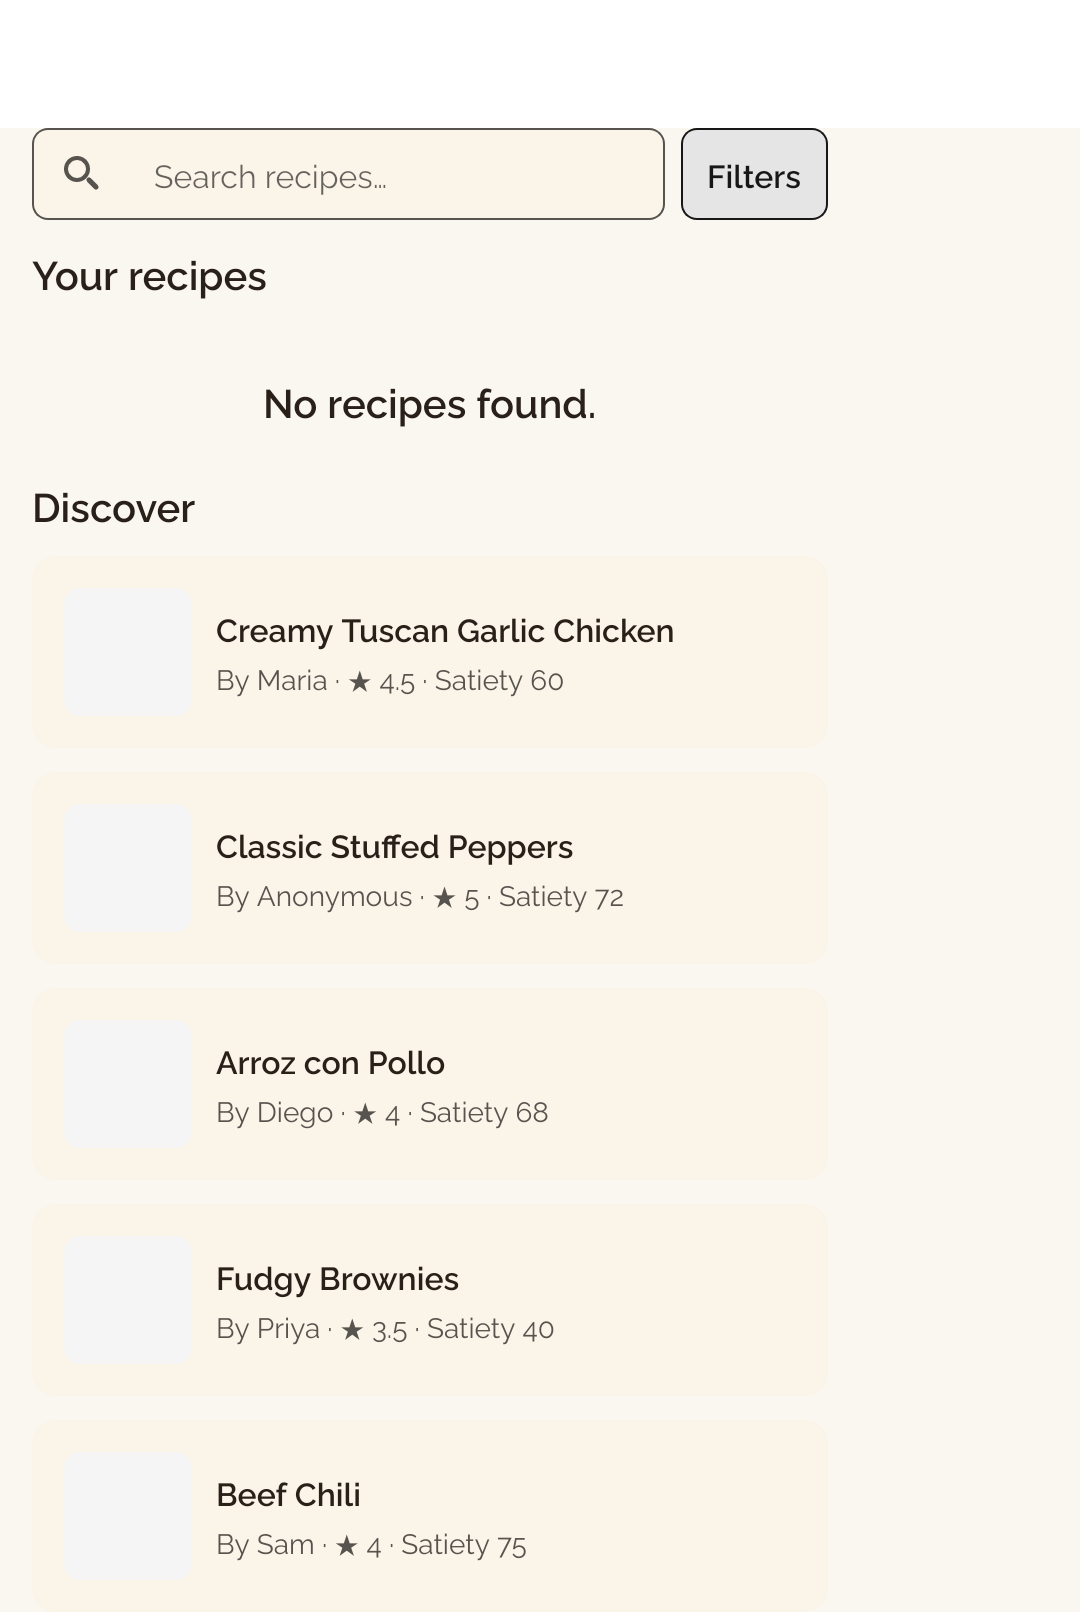 Search recipes...
Filters
Your recipes
No recipes found.
Discover
Creamy Tuscan Garlic Chicken
By Maria · ★ 4.5 · Satiety 60
Classic Stuffed Peppers
By Anonymous · ★ 5 · Satiety 72
Arroz con Pollo
By Diego · ★ 4 · Satiety 68
Fudgy Brownies
By Priya · ★ 3.5 · Satiety 40
Beef Chili
By Sam · ★ 4 · Satiety 75